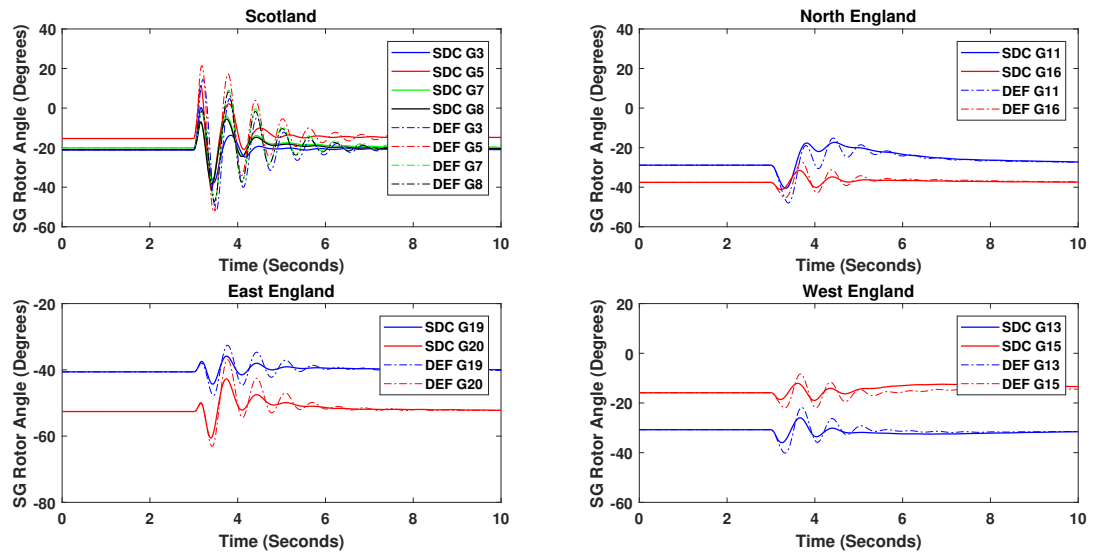 Scotland
SG Rotor Angle (Degrees)
40
20
0
-20
-40
-60
0
2
4
6
8
10
Time (Seconds)
SDC G3
SDC G5
SDC G7
SDC G8
DEF G3
DEF G5
DEF G7
DEF G8
North England
SG Rotor Angle (Degrees)
40
20
0
-20
-40
-60
0
2
4
6
8
10
Time (Seconds)
SDC G11
SDC G16
DEF G11
DEF G16
East England
SG Rotor Angle (Degrees)
-20
-40
-60
-80
0
2
4
6
8
10
Time (Seconds)
SDC G19
SDC G20
DEF G19
DEF G20
West England
SG Rotor Angle (Degrees)
20
0
-20
-40
-60
0
2
4
6
8
10
Time (Seconds)
SDC G13
SDC G15
DEF G13
DEF G15